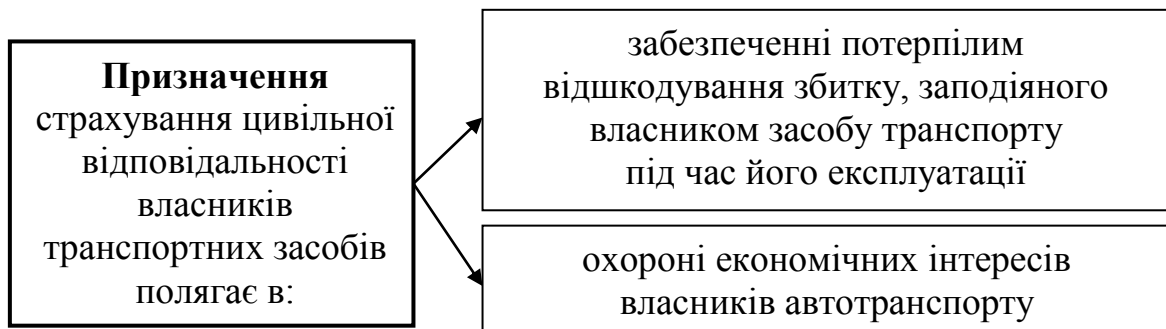 Призначення
страхування цивільної
відповідальності
власників
транспортних засобів
полягає в:
забезпеченні потерпілим
відшкодування збитку, заподіяного
власником засобу транспорту
під час його експлуатації
охороні економічних інтересів
власників автотранспорту